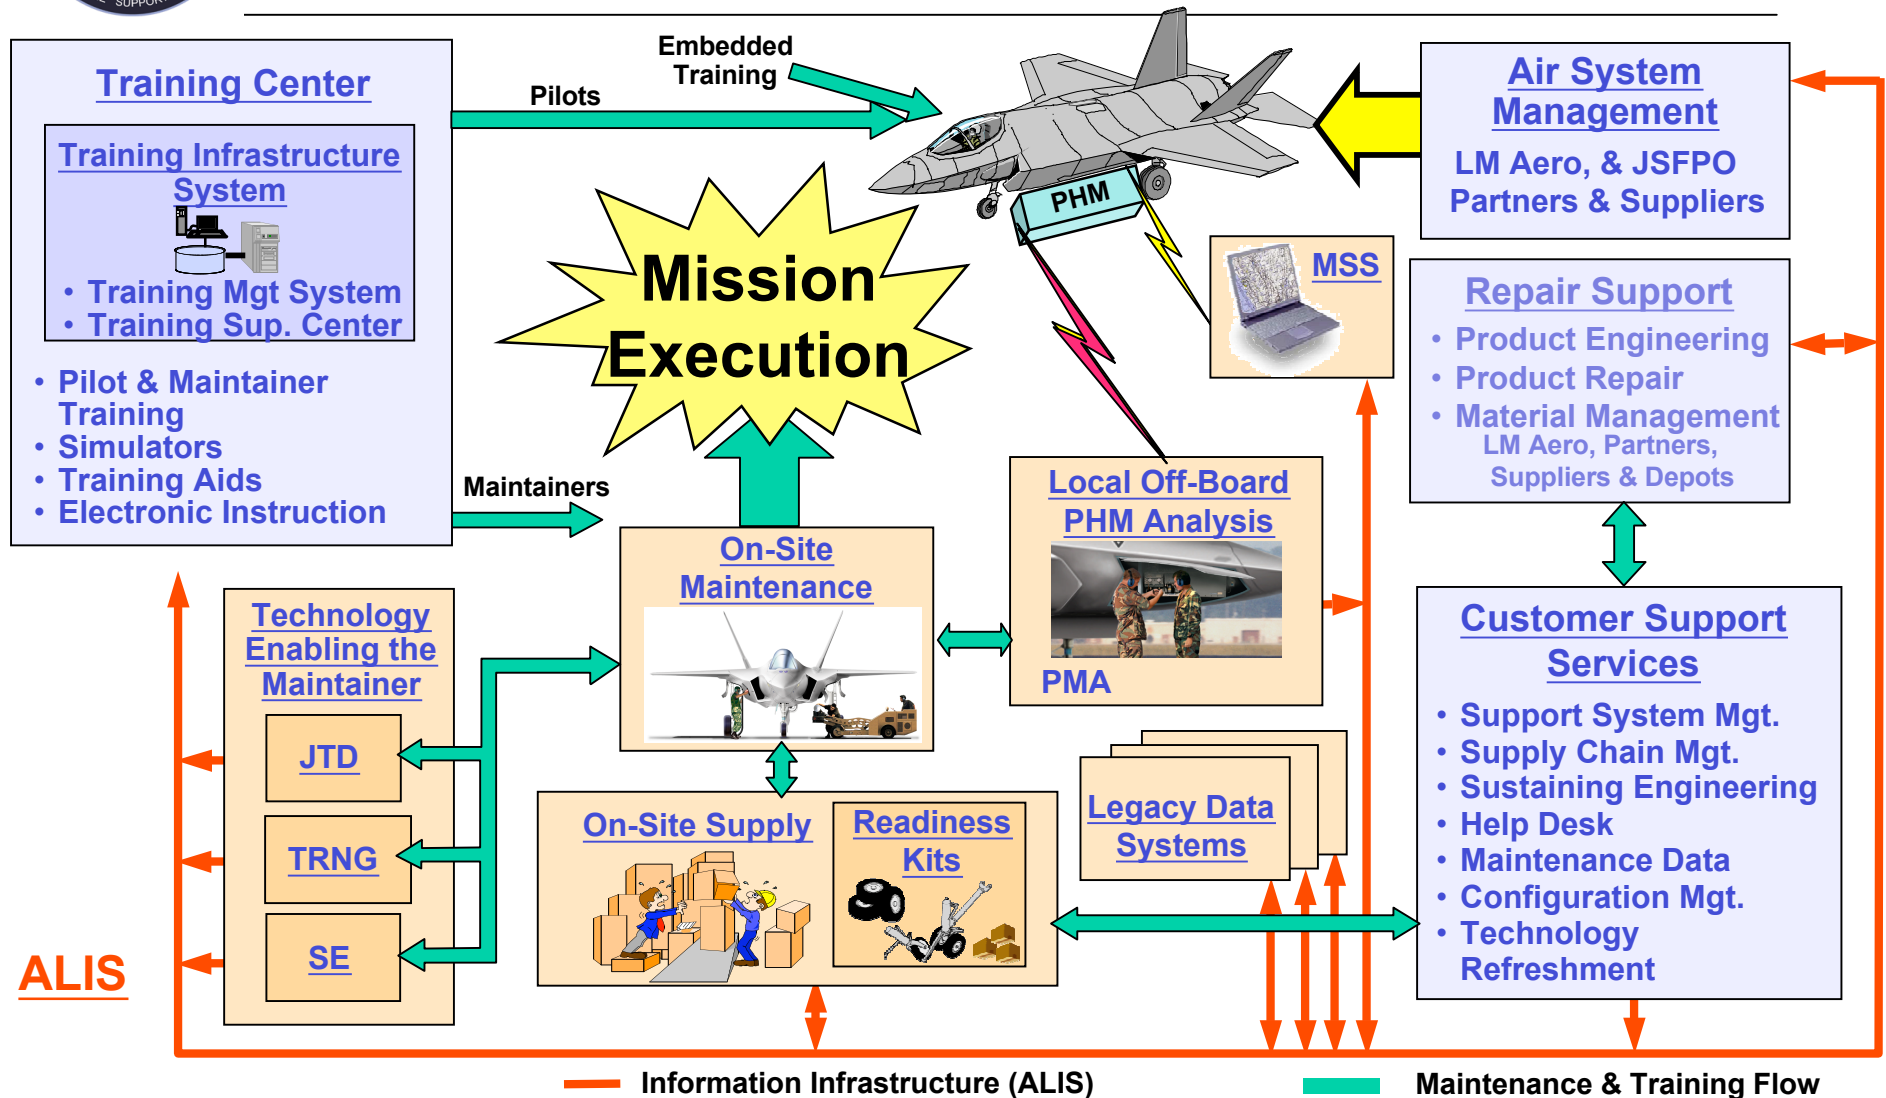 SUPPORT
Training Center
Training Infrastructure
System
• Training Mgt System
• Training Sup. Center
• Pilot & Maintainer
Training
• Simulators
• Training Aids
• Electronic Instruction
Embedded
Training
Pilots
Maintainers
PHM
Mission
Execution
Air System
Management
LM Aero, & JSFPO
Partners & Suppliers
MSS
Repair Support
• Product Engineering
• Product Repair
• Material Management
LM Aero, Partners,
Suppliers & Depots
Local Off-Board
PHM Analysis
PMA
On-Site
Maintenance
Technology
Enabling the
Maintainer
JTD
TRNG
SE
On-Site Supply
Readiness
Kits
Legacy Data
Systems
Customer Support
Services
• Support System Mgt.
• Supply Chain Mgt.
• Sustaining Engineering
• Help Desk
• Maintenance Data
• Configuration Mgt.
• Technology
Refreshment
ALIS
Information Infrastructure (ALIS)
Maintenance & Training Flow